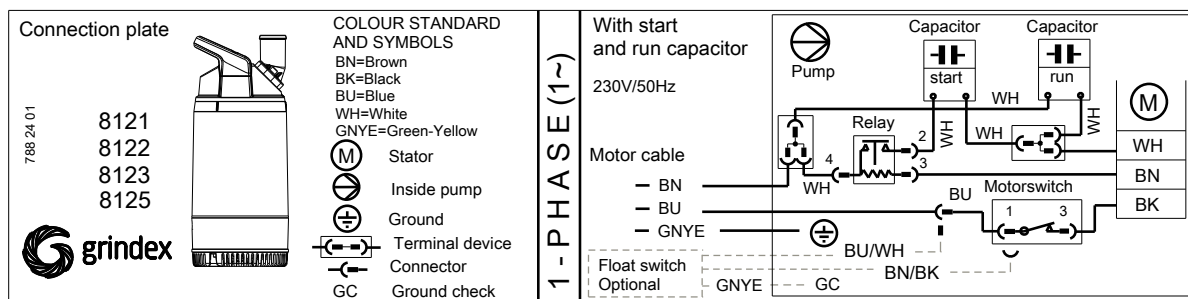 Connection plate
788 24 01
8121
8122
8123
8125
grindex
COLOUR STANDARD
AND SYMBOLS
BN=Brown
BK=Black
BU=Blue
WH=White
GNYE=Green-Yellow
M Stator
Inside pump
Ground
Terminal device
Connector
GC Ground check
1-PHASE(1~)
With start
and run capacitor
230V/50Hz
Motor cable
BN
BU
GNYE
Float switch
Optional
GNYE
GC
Pump
Capacitor
start
Capacitor
run
WH
WH
WH
WH
Relay
2
4
3
WH
BU
Motorswitch
1 3
BU/WH
BN/BK
M
WH
BN
BK